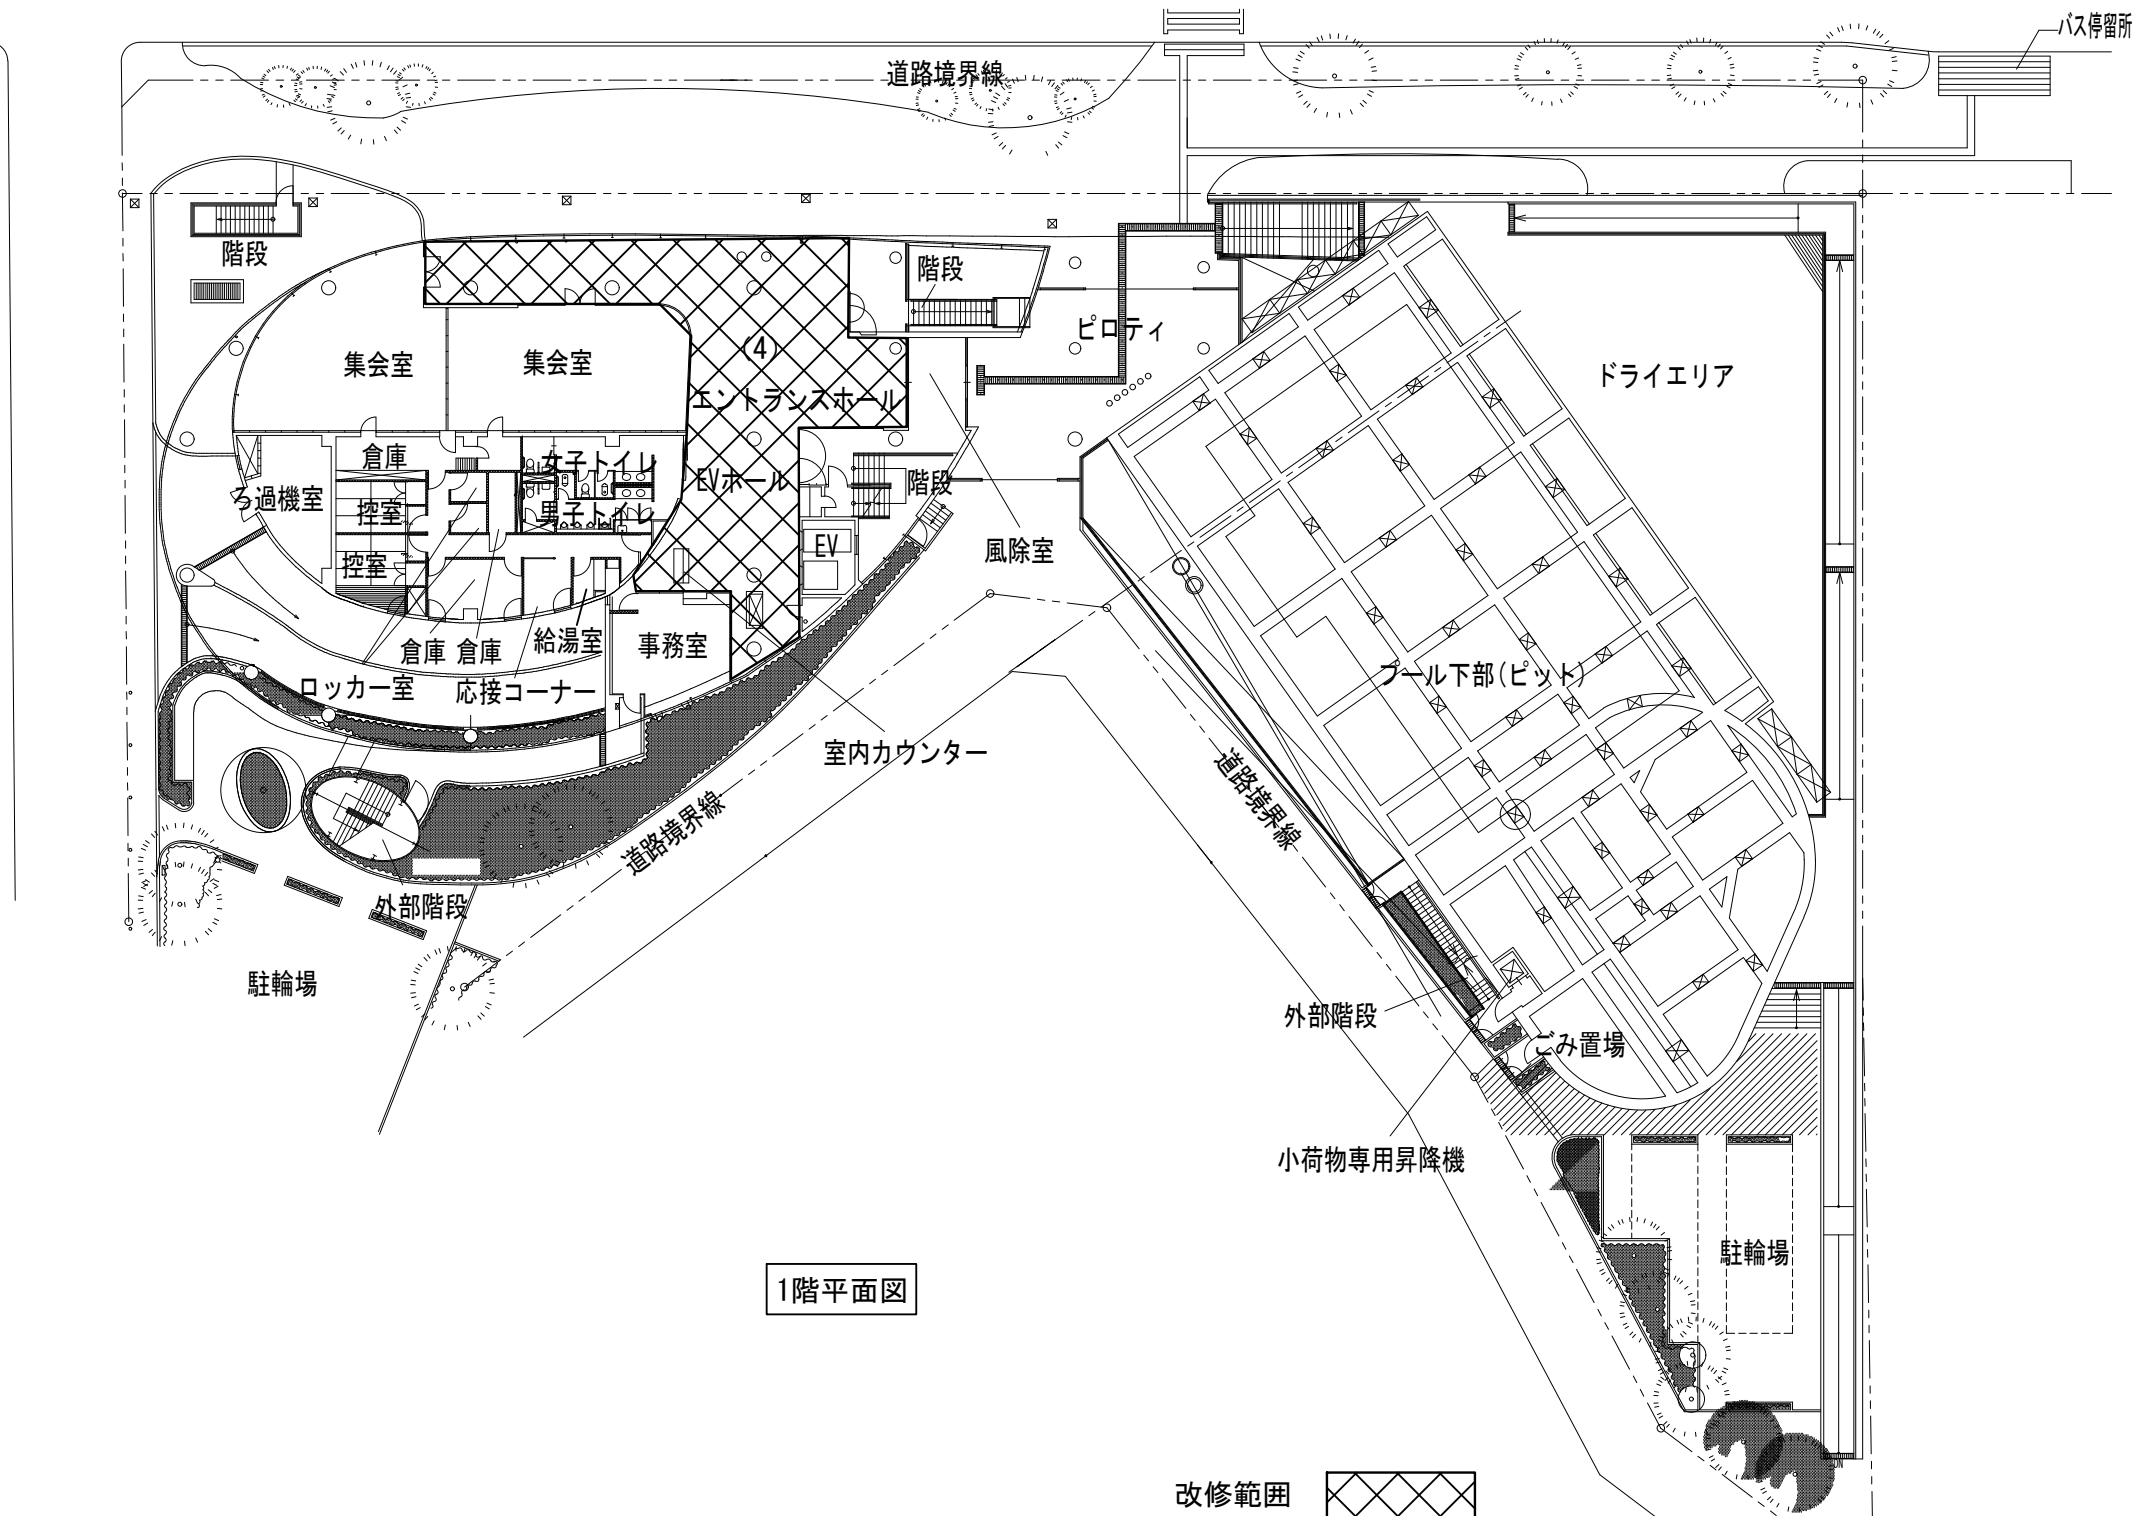 バス停留所
道路境界線
階段
階段
ピロティ
(4)
集会室
集会室
ドライエリア
エントランスホール
倉庫
女子トイレ
EVホール
階段
ろ過機室
控室
男子トイレ
EV
風除室
控室
倉庫
倉庫
給湯室
事務室
プール下部(ピット)
ロッカー室
応接コーナー
室内カウンター
道路境界線
道路境界線
外部階段
駐輪場
外部階段
ごみ置場
小荷物専用昇降機
駐輪場
1階平面図
改修範囲